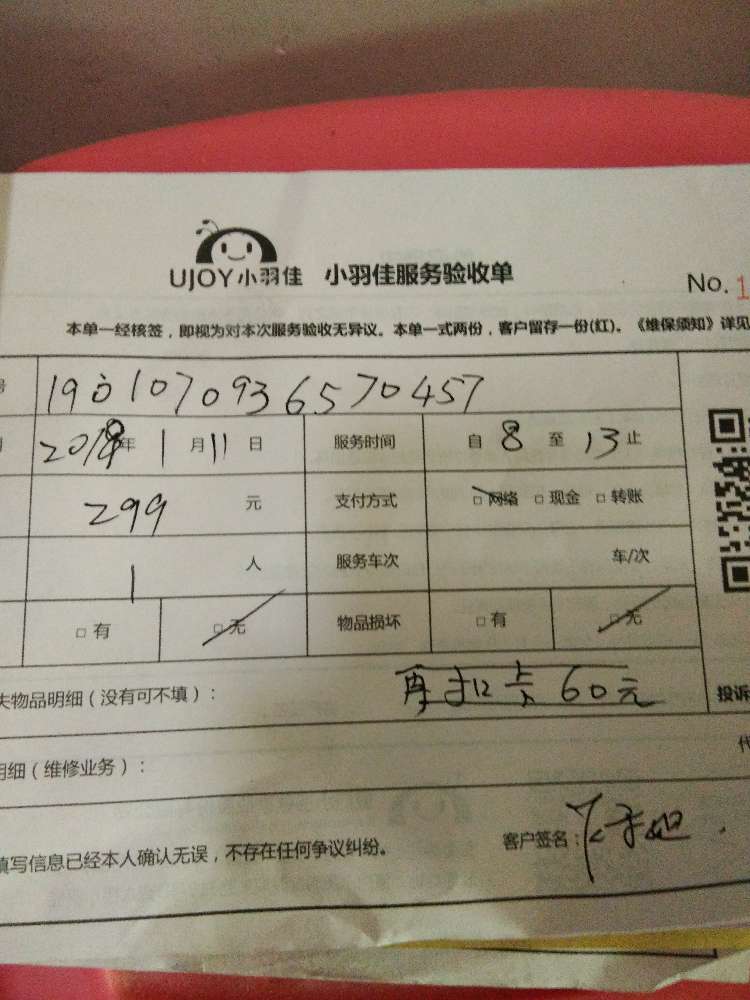 UJOY小羽佳 小羽佳服务验收单
No.1
本单一经核签，即视为对本次服务验收无异议。本单一式两份，客户留存一份(红)。《维保须知》详见
号 1901070936570457
2019年1月11日 服务时间 自8至13止
299元 支付方式 □网络 □现金 □转账
1人 服务车次 车/次
□有 □无 物品损坏 □有 □无
失物品明细（没有可不填）： 再扣卡60元 投诉
明细（维修业务）： 代
填写信息已经本人确认无误，不存在任何争议纠纷。 客户签名：